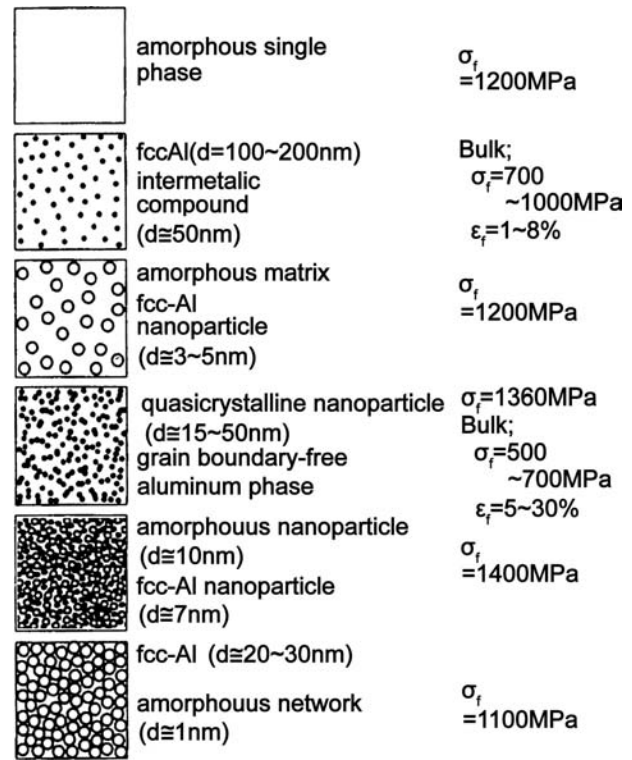 amorphous single
phase
σf
=1200MPa
fccAl(d=100~200nm)
intermetalic
compound
(d≅50nm)
Bulk;
σf=700
~1000MPa
εf=1~8%
amorphous matrix
fcc-Al
nanoparticle
(d≅3~5nm)
σf
=1200MPa
quasicrystalline nanoparticle
(d≅15~50nm)
grain boundary-free
aluminum phase
σf=1360MPa
Bulk;
σf=500
~700MPa
εf=5~30%
amorphouus nanoparticle
(d≅10nm)
fcc-Al nanoparticle
(d≅7nm)
σf
=1400MPa
fcc-Al (d≅20~30nm)
amorphouus network
(d≅1nm)
σf
=1100MPa